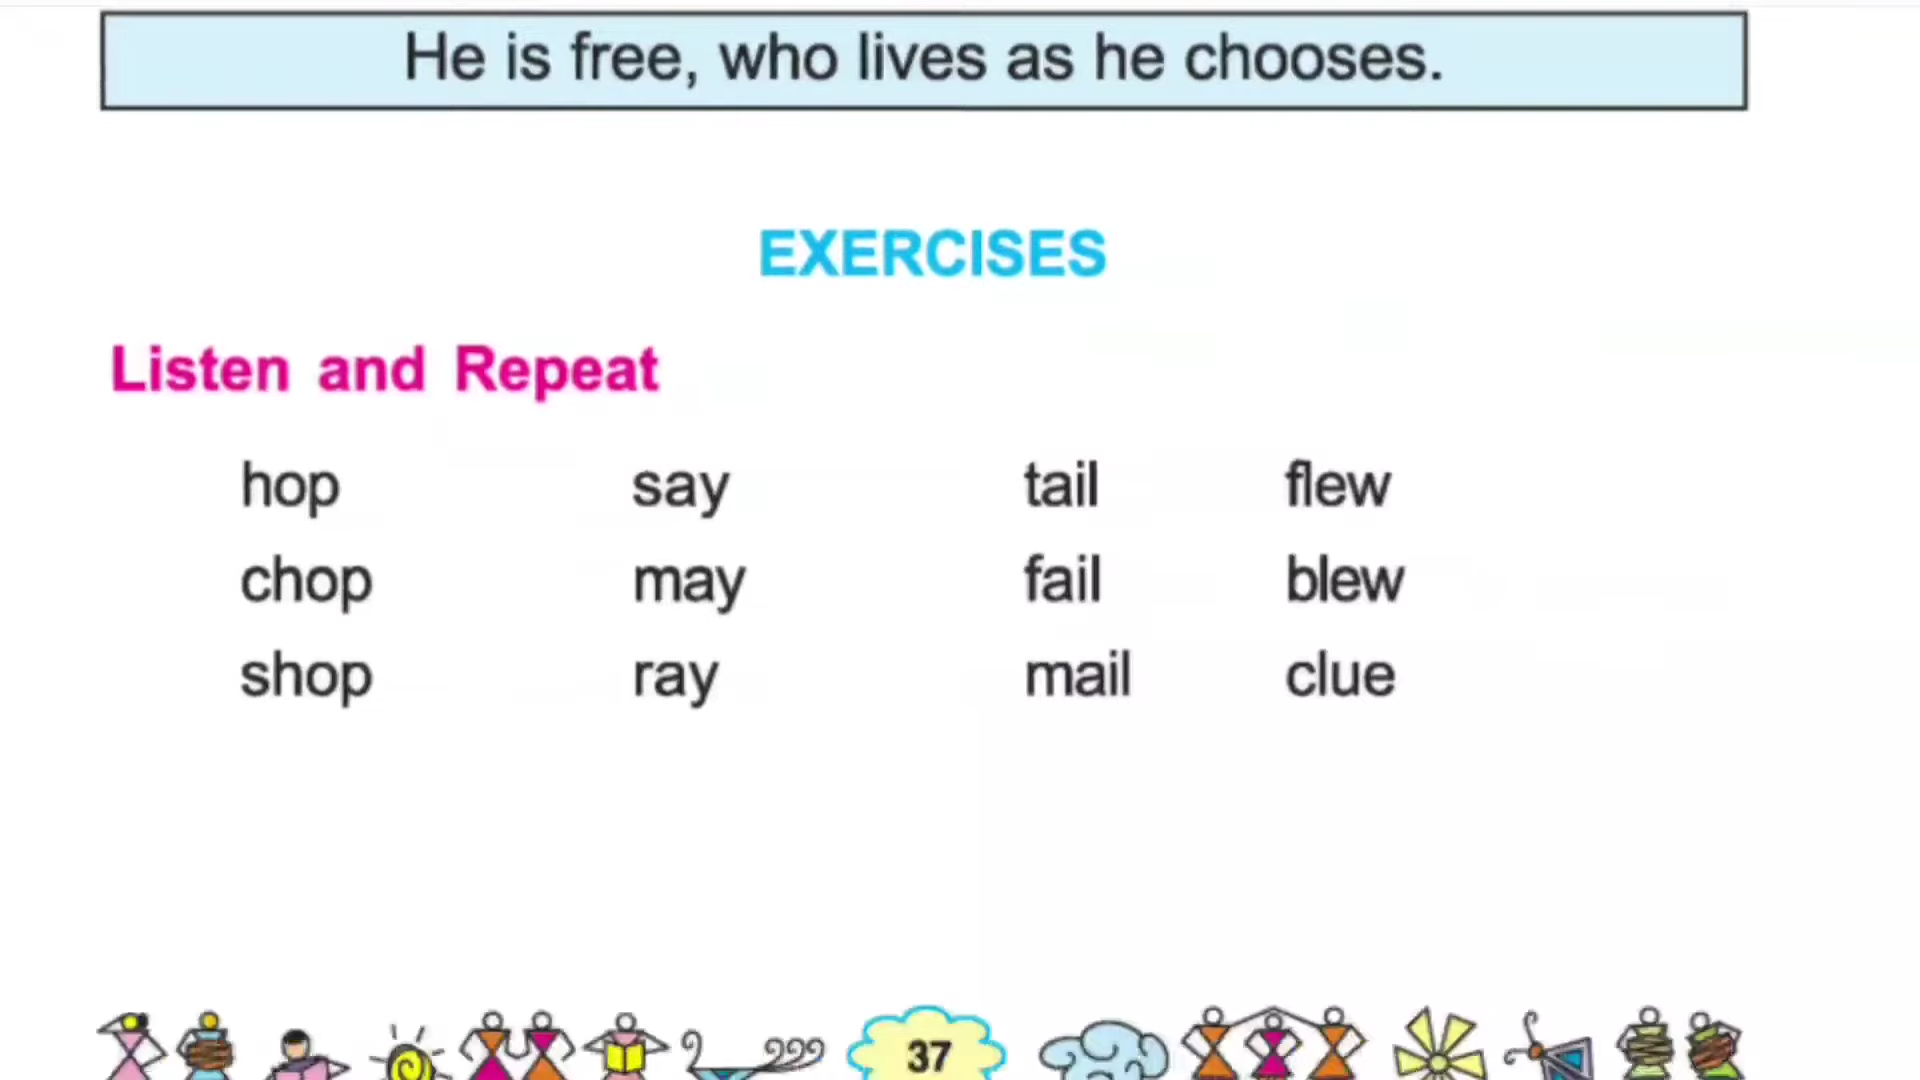 He is free, who lives as he chooses.
EXERCISES
Listen and Repeat
hop say tail flew
chop may fail blew
shop ray mail clue
37